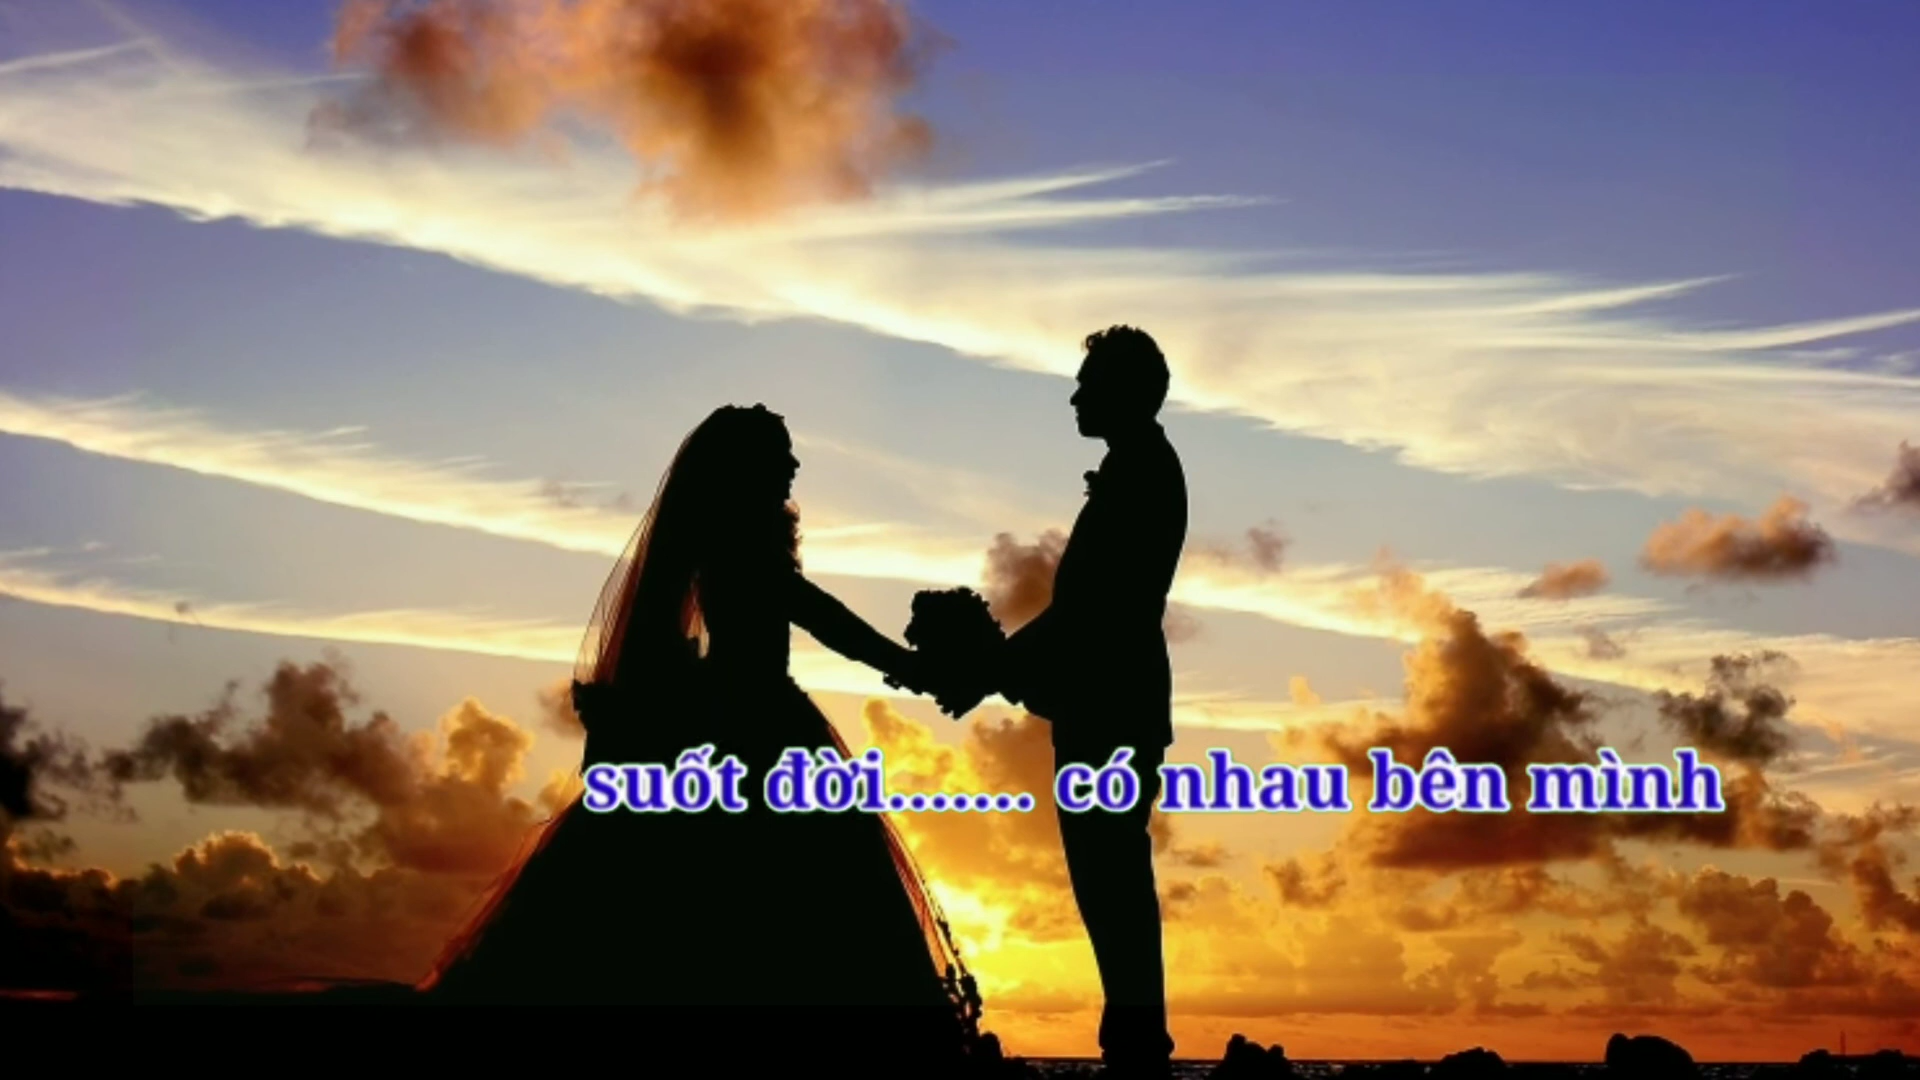 suốt đời....... có nhau bên mình